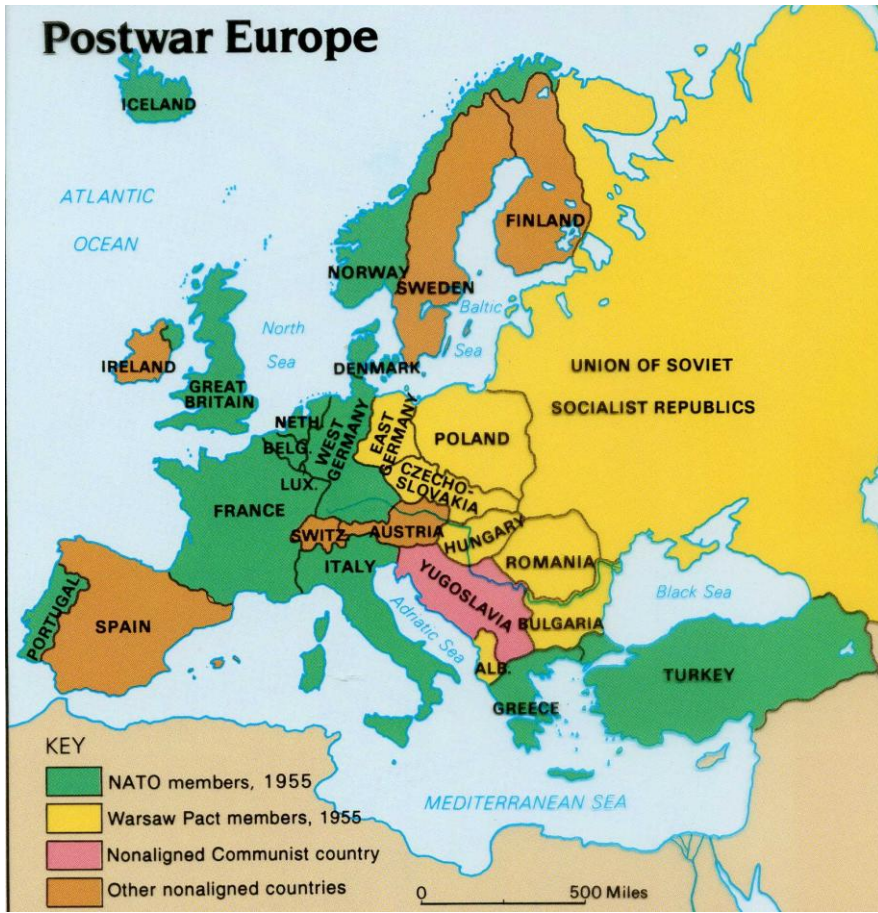 Postwar Europe
ICELAND
ATLANTIC
OCEAN
FINLAND
NORWAY
SWEDEN
Baltic
Sea
North
Sea
IRELAND
GREAT
BRITAIN
DENMARK
UNION OF SOVIET
SOCIALIST REPUBLICS
NETH.
BELG.
LUX.
WEST
GERMANY
EAST
GERMANY
POLAND
CZECHO-
SLOVAKIA
FRANCE
SWITZ.
AUSTRIA
HUNGARY
ROMANIA
ITALY
YUGOSLAVIA
Black Sea
PORTUGAL
SPAIN
Adriatic Sea
BULGARIA
ALB.
GREECE
TURKEY
MEDITERRANEAN SEA
KEY
NATO members, 1955
Warsaw Pact members, 1955
Nonaligned Communist country
Other nonaligned countries
0
500 Miles